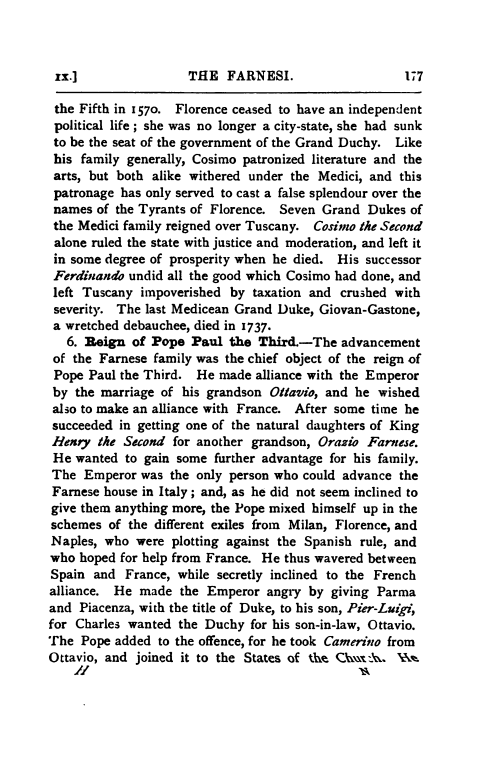 IX.] THE FARNESI. 177
the Fifth in 1570. Florence ceased to have an independent
political life ; she was no longer a city-state, she had sunk
to be the seat of the government of the Grand Duchy. Like
his family generally, Cosimo patronized literature and the
arts, but both alike withered under the Medici, and this
patronage has only served to cast a false splendour over the
names of the Tyrants of Florence. Seven Grand Dukes of
the Medici family reigned over Tuscany. Cosimo the Second
alone ruled the state with justice and moderation, and left it
in some degree of prosperity when he died. His successor
Ferdinando undid all the good which Cosimo had done, and
left Tuscany impoverished by taxation and crushed with
severity. The last Medicean Grand Duke, Giovan-Gastone,
a wretched debauchee, died in 1737.
6. Reign of Pope Paul the Third.—The advancement
of the Farnese family was the chief object of the reign of
Pope Paul the Third. He made alliance with the Emperor
by the marriage of his grandson Ottavio, and he wished
also to make an alliance with France. After some time he
succeeded in getting one of the natural daughters of King
Henry the Second for another grandson, Orazio Farnese.
He wanted to gain some further advantage for his family.
The Emperor was the only person who could advance the
Farnese house in Italy ; and, as he did not seem inclined to
give them anything more, the Pope mixed himself up in the
schemes of the different exiles from Milan, Florence, and
Naples, who were plotting against the Spanish rule, and
who hoped for help from France. He thus wavered between
Spain and France, while secretly inclined to the French
alliance. He made the Emperor angry by giving Parma
and Piacenza, with the title of Duke, to his son, Pier-Luigi,
for Charles wanted the Duchy for his son-in-law, Ottavio.
The Pope added to the offence, for he took Camerino from
Ottavio, and joined it to the States of the Church. He
H N